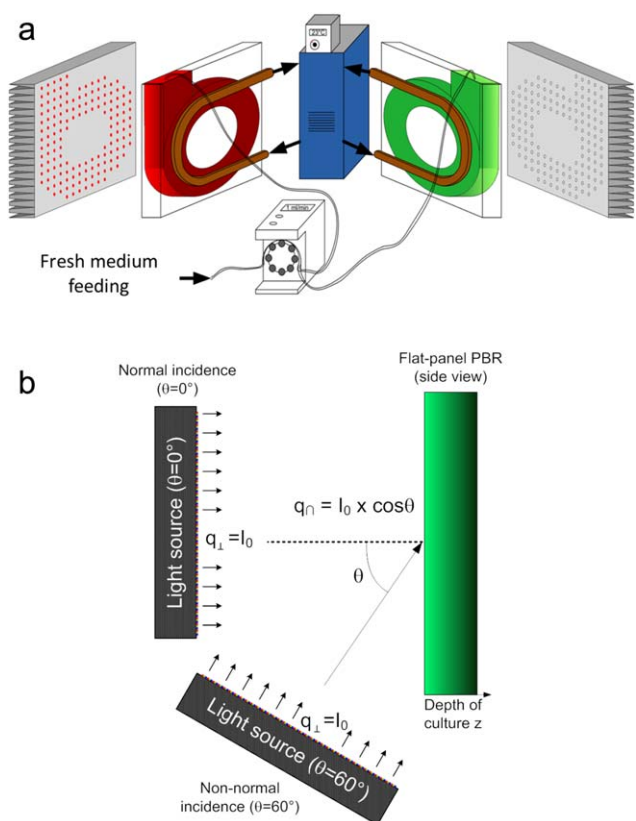 a
23°C
Fresh medium
feeding
b
Normal incidence
(θ=0°)
Flat-panel PBR
(side view)
Light source (θ=0°)
q∩ = I₀ x cosθ
q⊥=I₀
θ
q⊥=I₀
Light source (θ=60°)
Depth of
culture z
Non-normal
incidence (θ=60°)